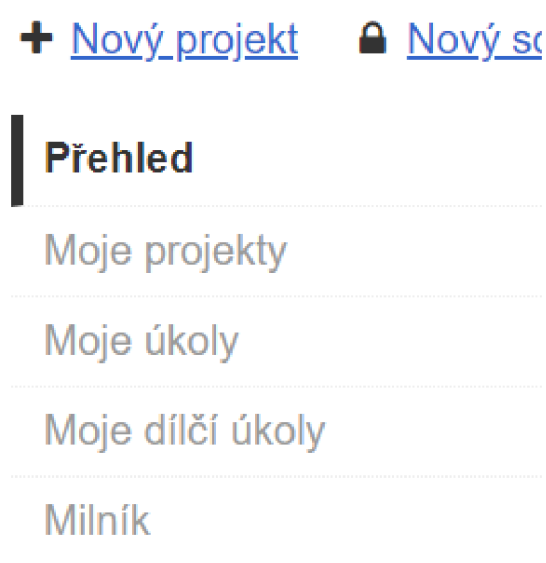 Nový projekt Nový
Přehled
Moje projekty
Moje úkoly
Moje dílčí úkoly
Milník